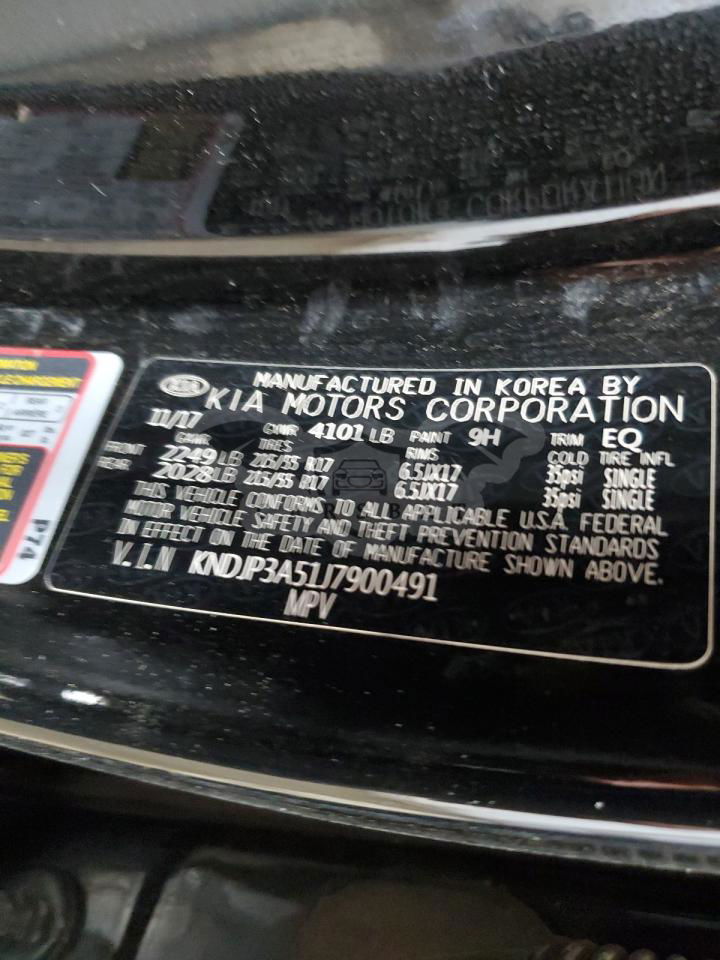 KIA
MANUFACTURED IN KOREA BY
KIA MOTORS CORPORATION
11/17 GVWR 4101 LB PAINT 9H TRIM EQ
GAWR TIRES RIMS COLD TIRE INFL
FRONT 2249 LB 215/55 R17 6.5JX17 35psi SINGLE
REAR 2028 LB 215/55 R17 6.5JX17 35psi SINGLE
THIS VEHICLE CONFORMS TO ALL APPLICABLE U.S.A. FEDERAL
MOTOR VEHICLE SAFETY AND THEFT PREVENTION STANDARDS
IN EFFECT ON THE DATE OF MANUFACTURE SHOWN ABOVE.
V.I.N KNDJP3A51J7900491
MPV
P74